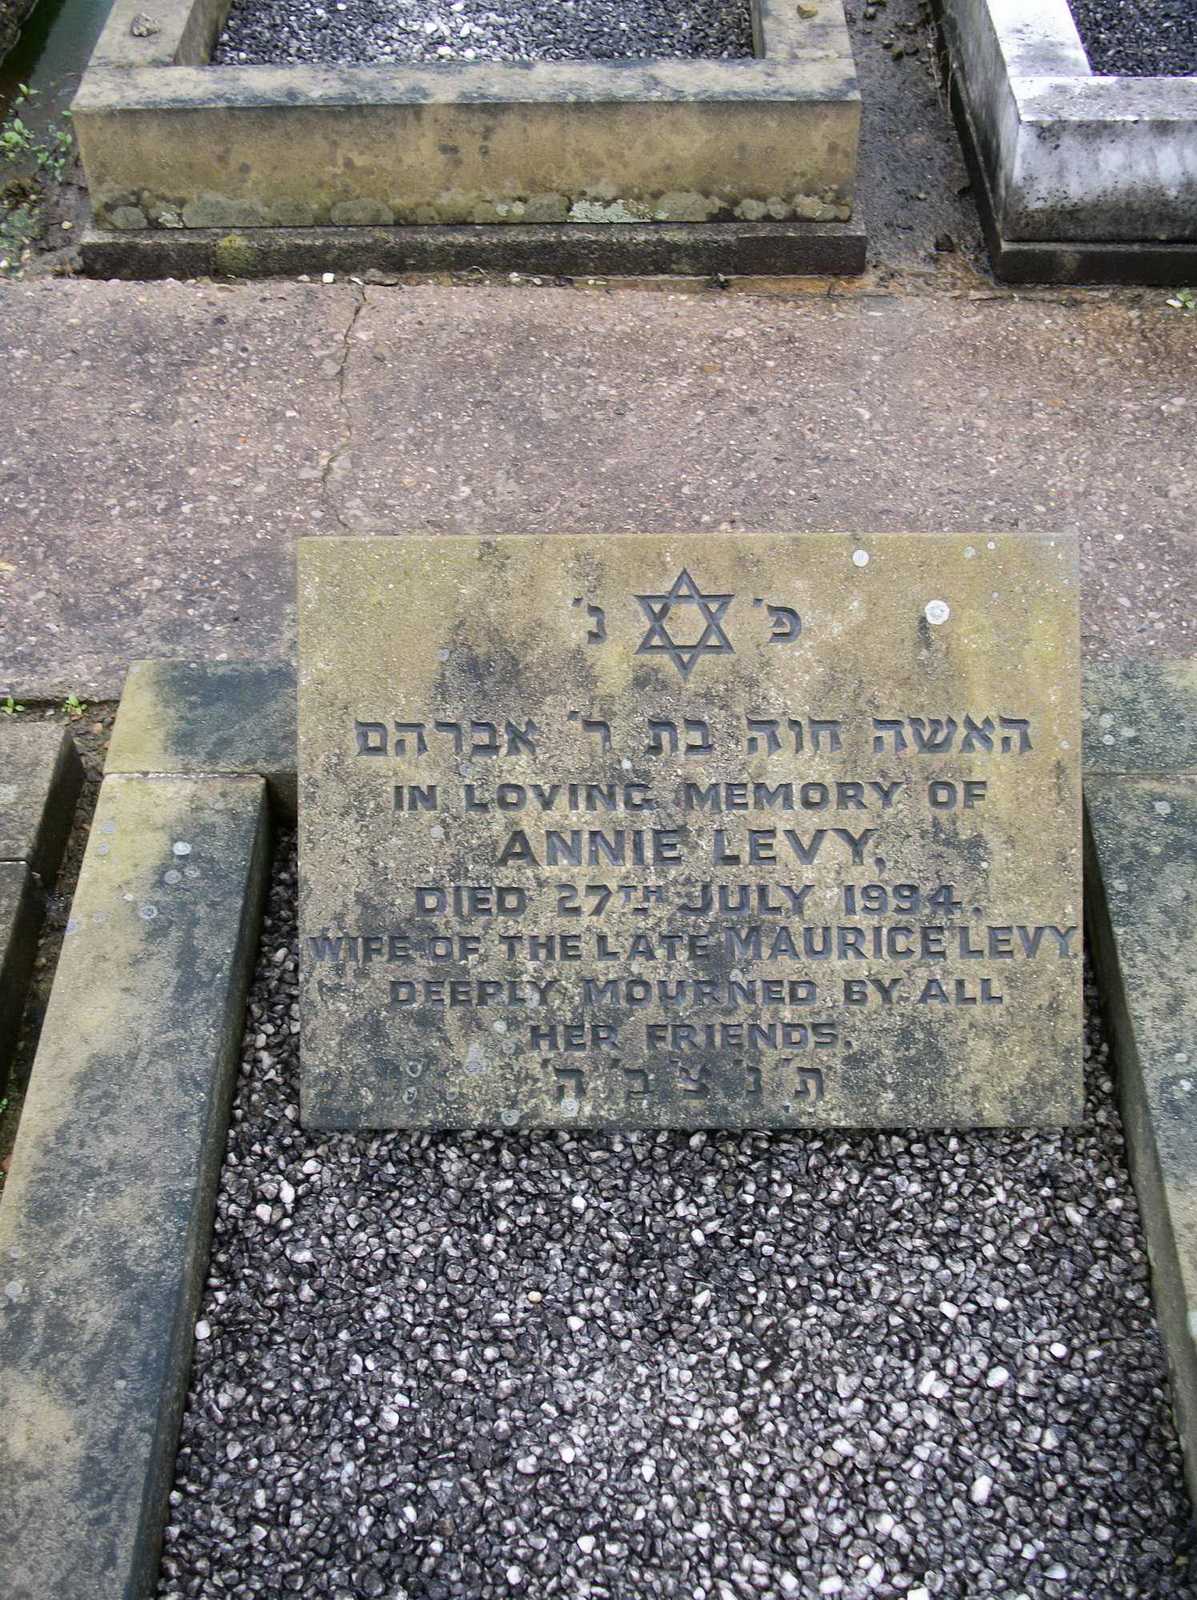 פ׳ נ׳
האשה חוה בת ר׳ אברהם
IN LOVING MEMORY OF
ANNIE LEVY,
DIED 27TH JULY 1994.
WIFE OF THE LATE MAURICE LEVY.
DEEPLY MOURNED BY ALL
HER FRIENDS.
ת׳ נ׳ צ׳ ב׳ ה׳